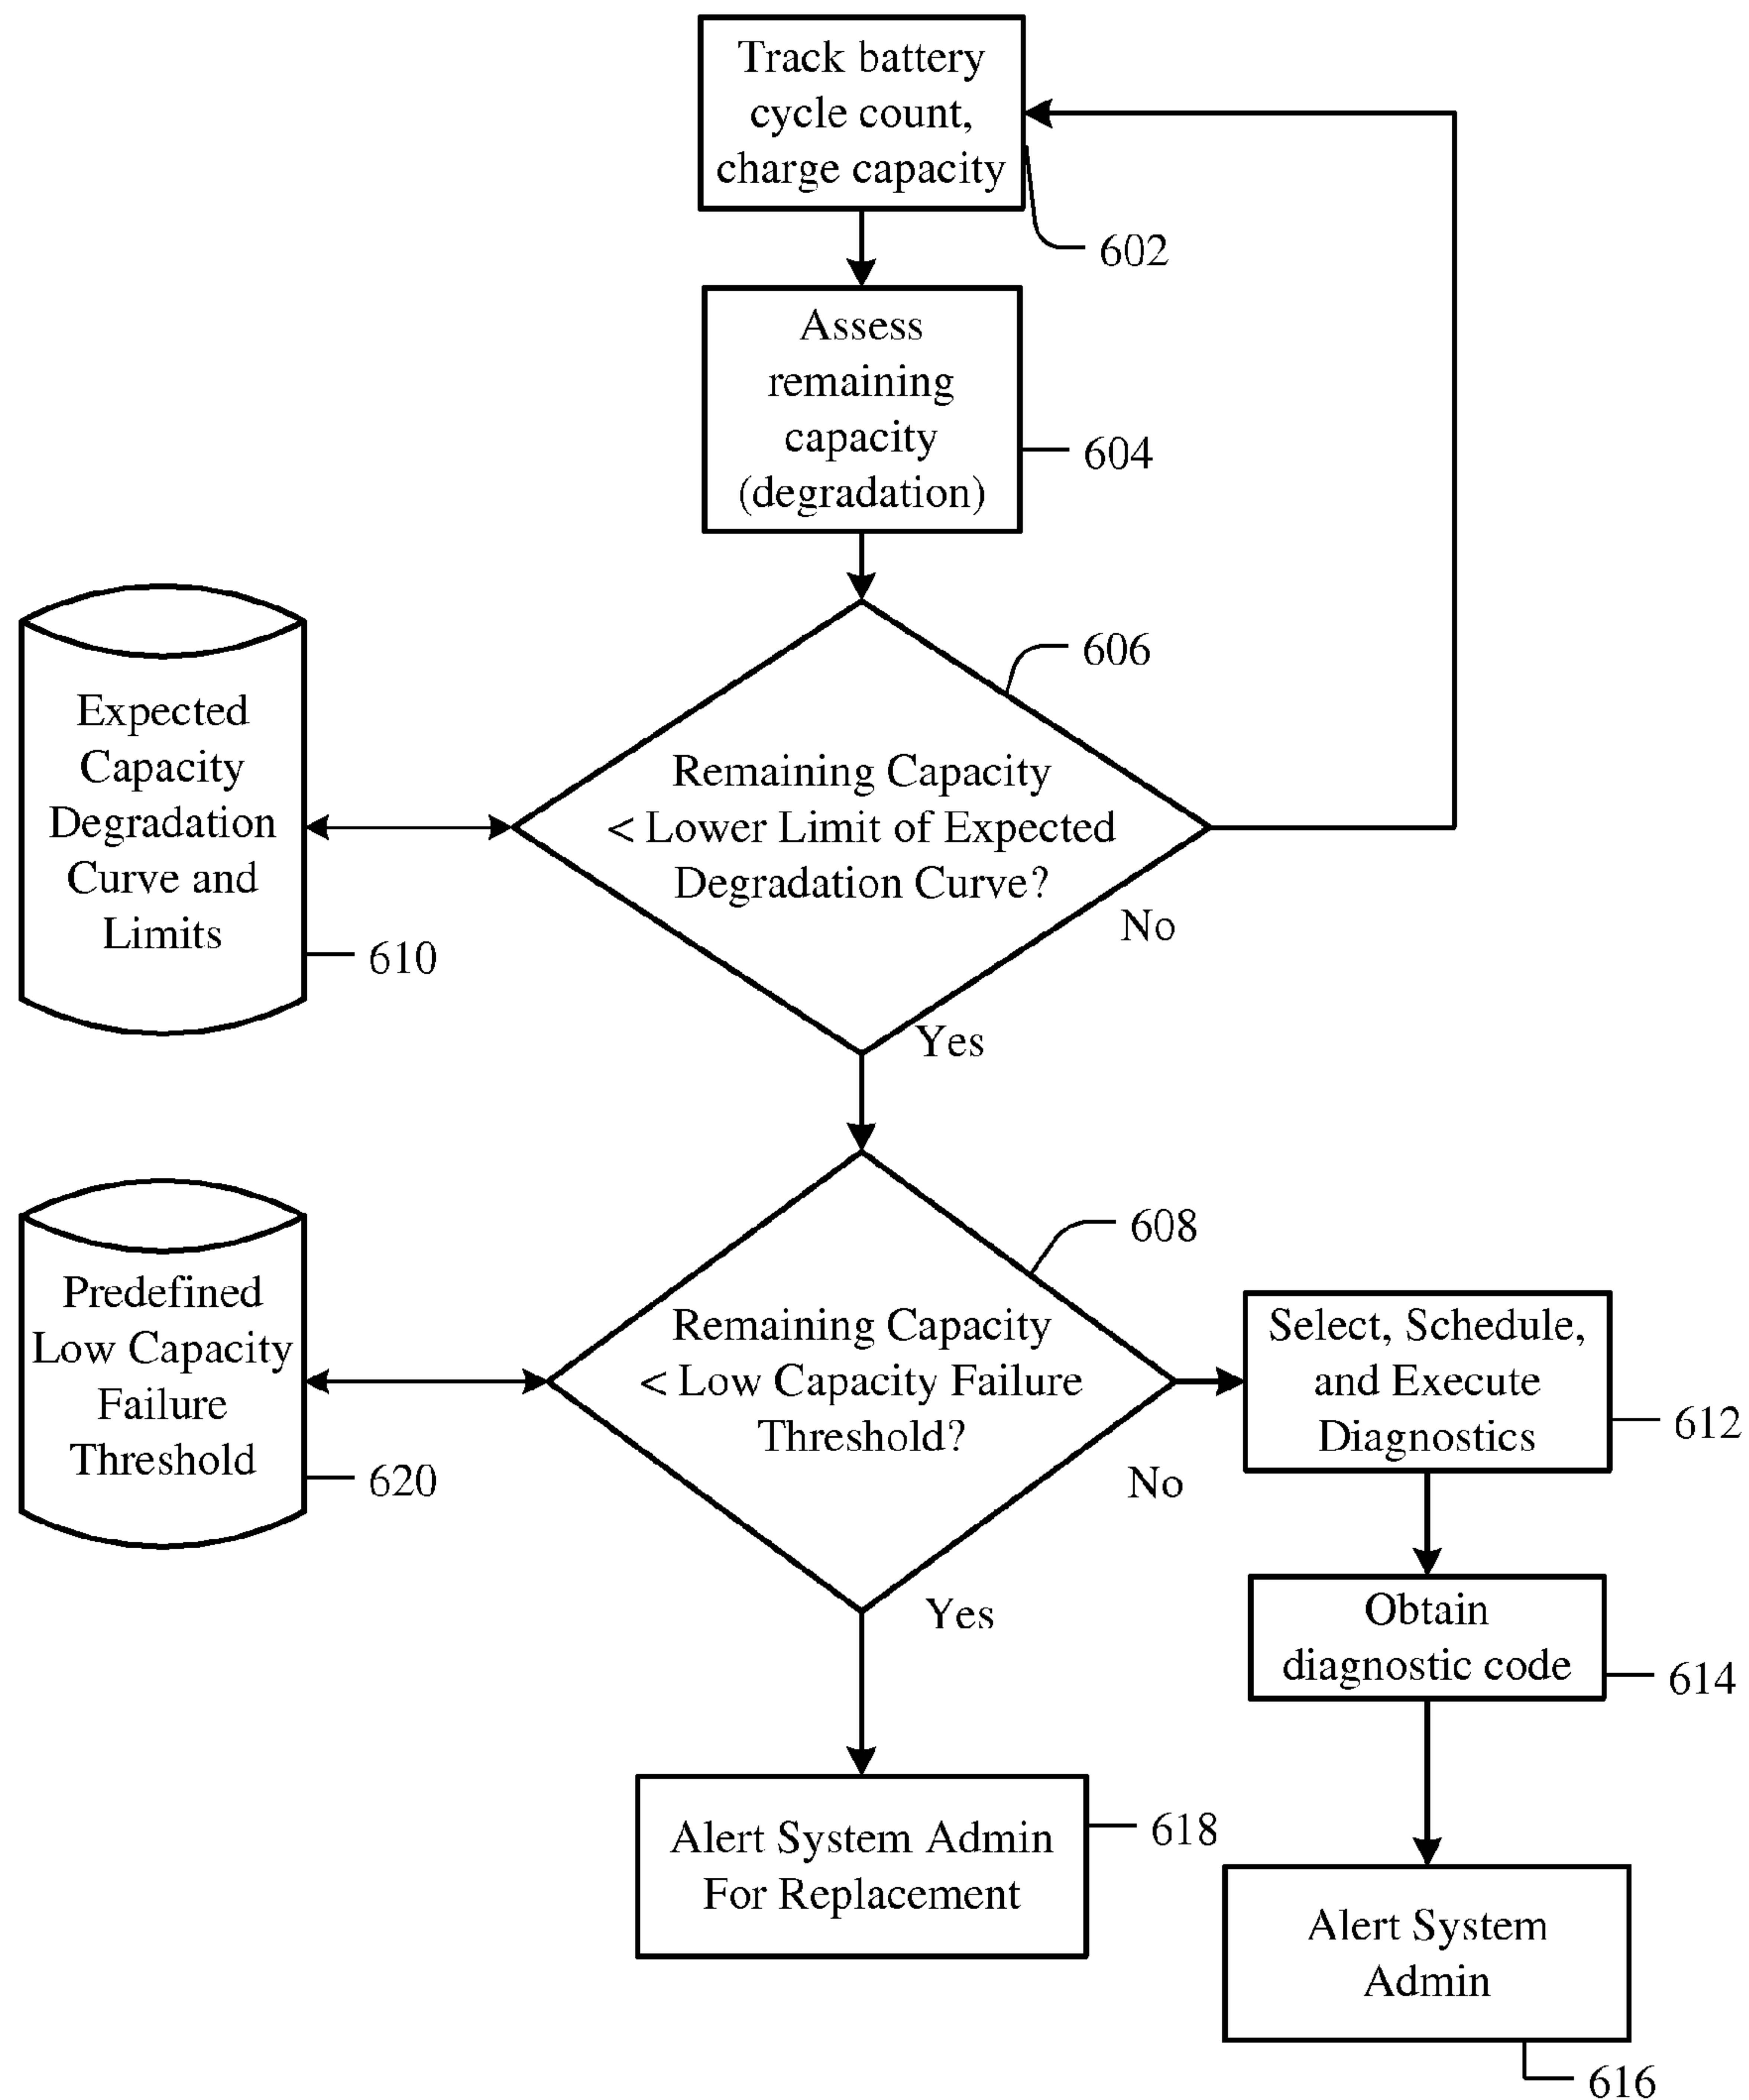 Track battery
cycle count,
charge capacity
602
Assess
remaining
capacity
(degradation)
604
606
Expected
Capacity
Degradation
Curve and
Limits
610
Remaining Capacity
< Lower Limit of Expected
Degradation Curve?
No
Yes
608
Predefined
Low Capacity
Failure
Threshold
620
Remaining Capacity
< Low Capacity Failure
Threshold?
No
Yes
Select, Schedule,
and Execute
Diagnostics
612
Obtain
diagnostic code
614
Alert System Admin
For Replacement
618
Alert System
Admin
616